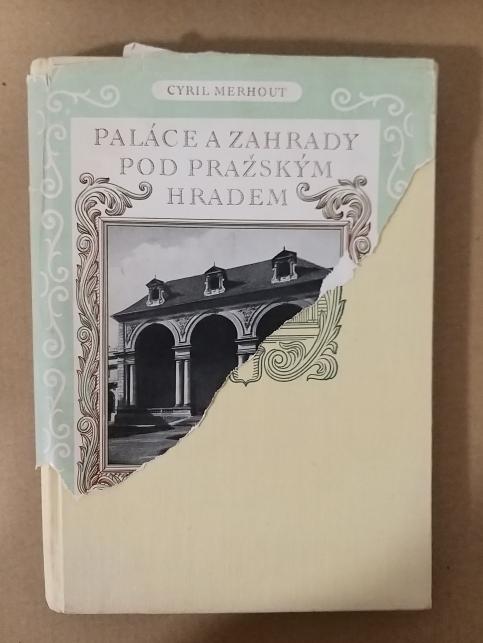 CYRIL MERHOUT
PALÁCE A ZAHRADY
POD PRAŽSKÝM
HRADEM